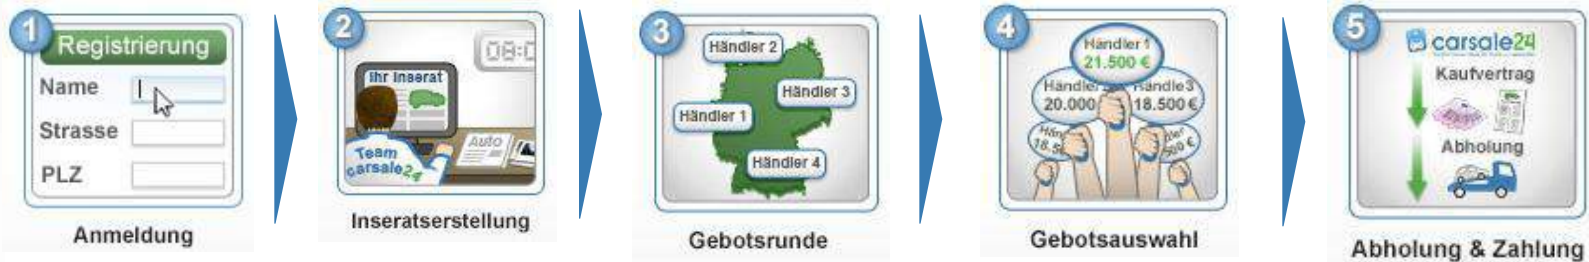 1
Registrierung
Name
Strasse
PLZ
Anmeldung
2
Ihr Inserat
Auto
Team
carsale24
Inseratserstellung
3
Händler 2
Händler 3
Händler 1
Händler 4
Gebotsrunde
4
Händler 1
21.500 €
Händle3
20.000
18.500 €
Gebotsauswahl
5
carsale24
Kaufvertrag
Abholung
Abholung & Zahlung